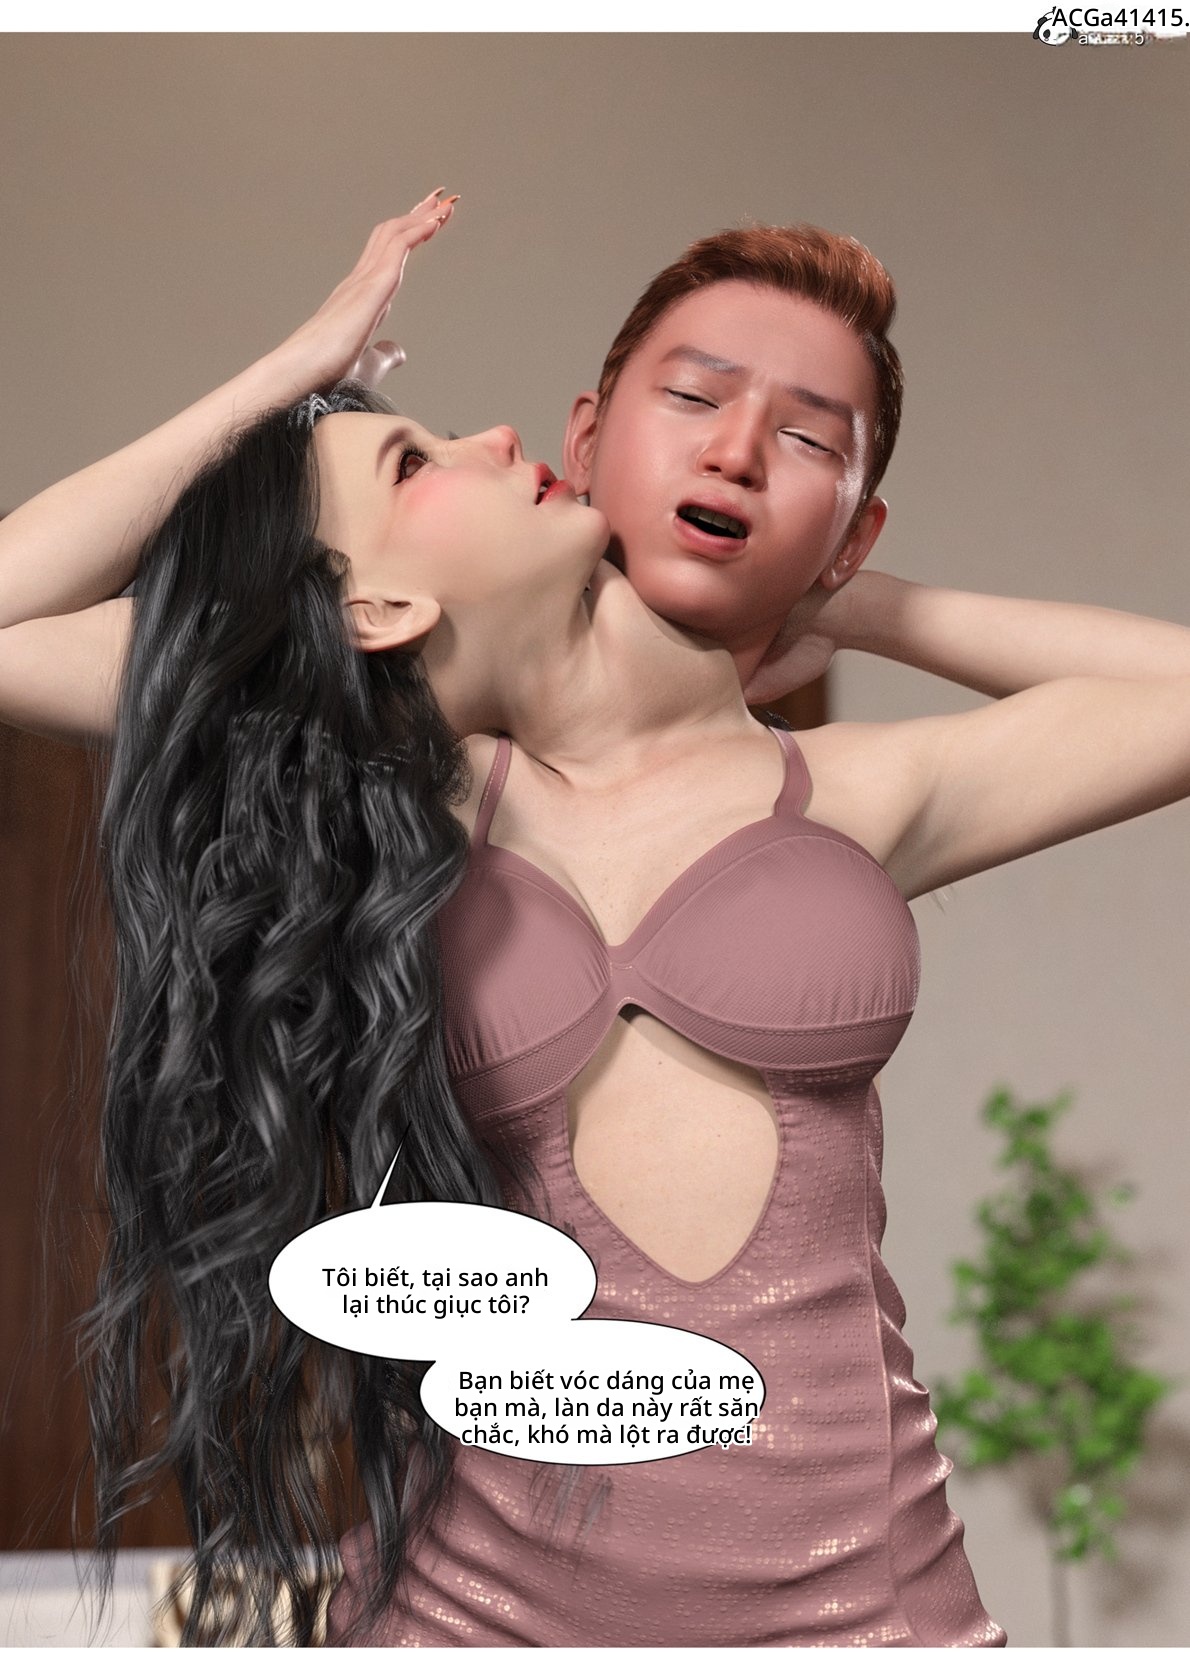 ACGa41415.
Tôi biết, tại sao anh
lại thúc giục tôi?
Bạn biết vóc dáng của mẹ
bạn mà, làn da này rất săn
chắc, khó mà lột ra được!